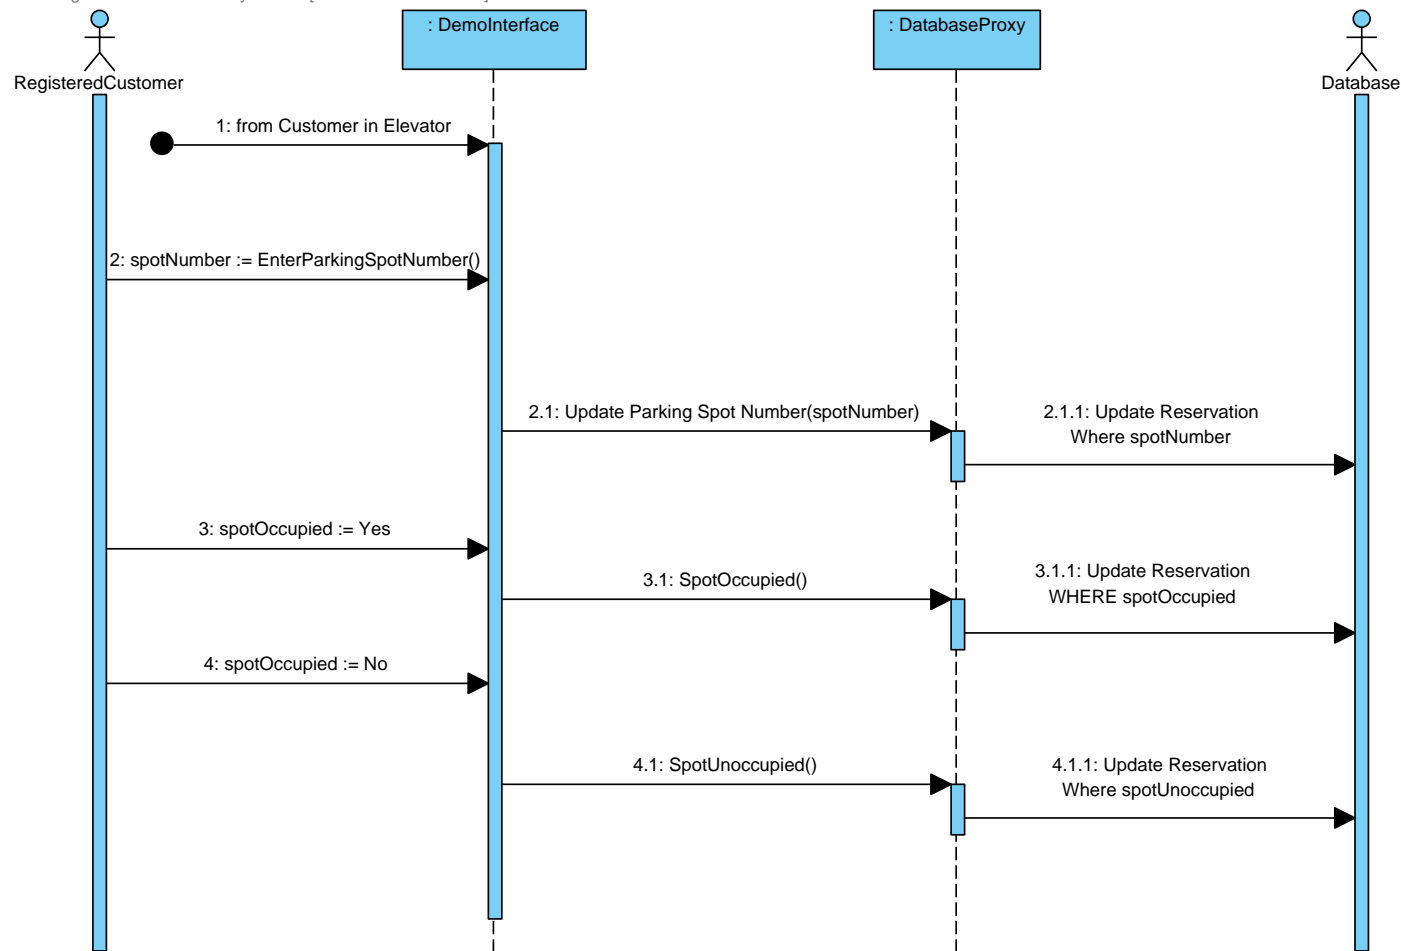 : DemoInterface
: DatabaseProxy
RegisteredCustomer
Database
1: from Customer in Elevator
2: spotNumber := EnterParkingSpotNumber()
2.1: Update Parking Spot Number(spotNumber)
2.1.1: Update Reservation
Where spotNumber
3: spotOccupied := Yes
3.1: SpotOccupied()
3.1.1: Update Reservation
WHERE spotOccupied
4: spotOccupied := No
4.1: SpotUnoccupied()
4.1.1: Update Reservation
Where spotUnoccupied